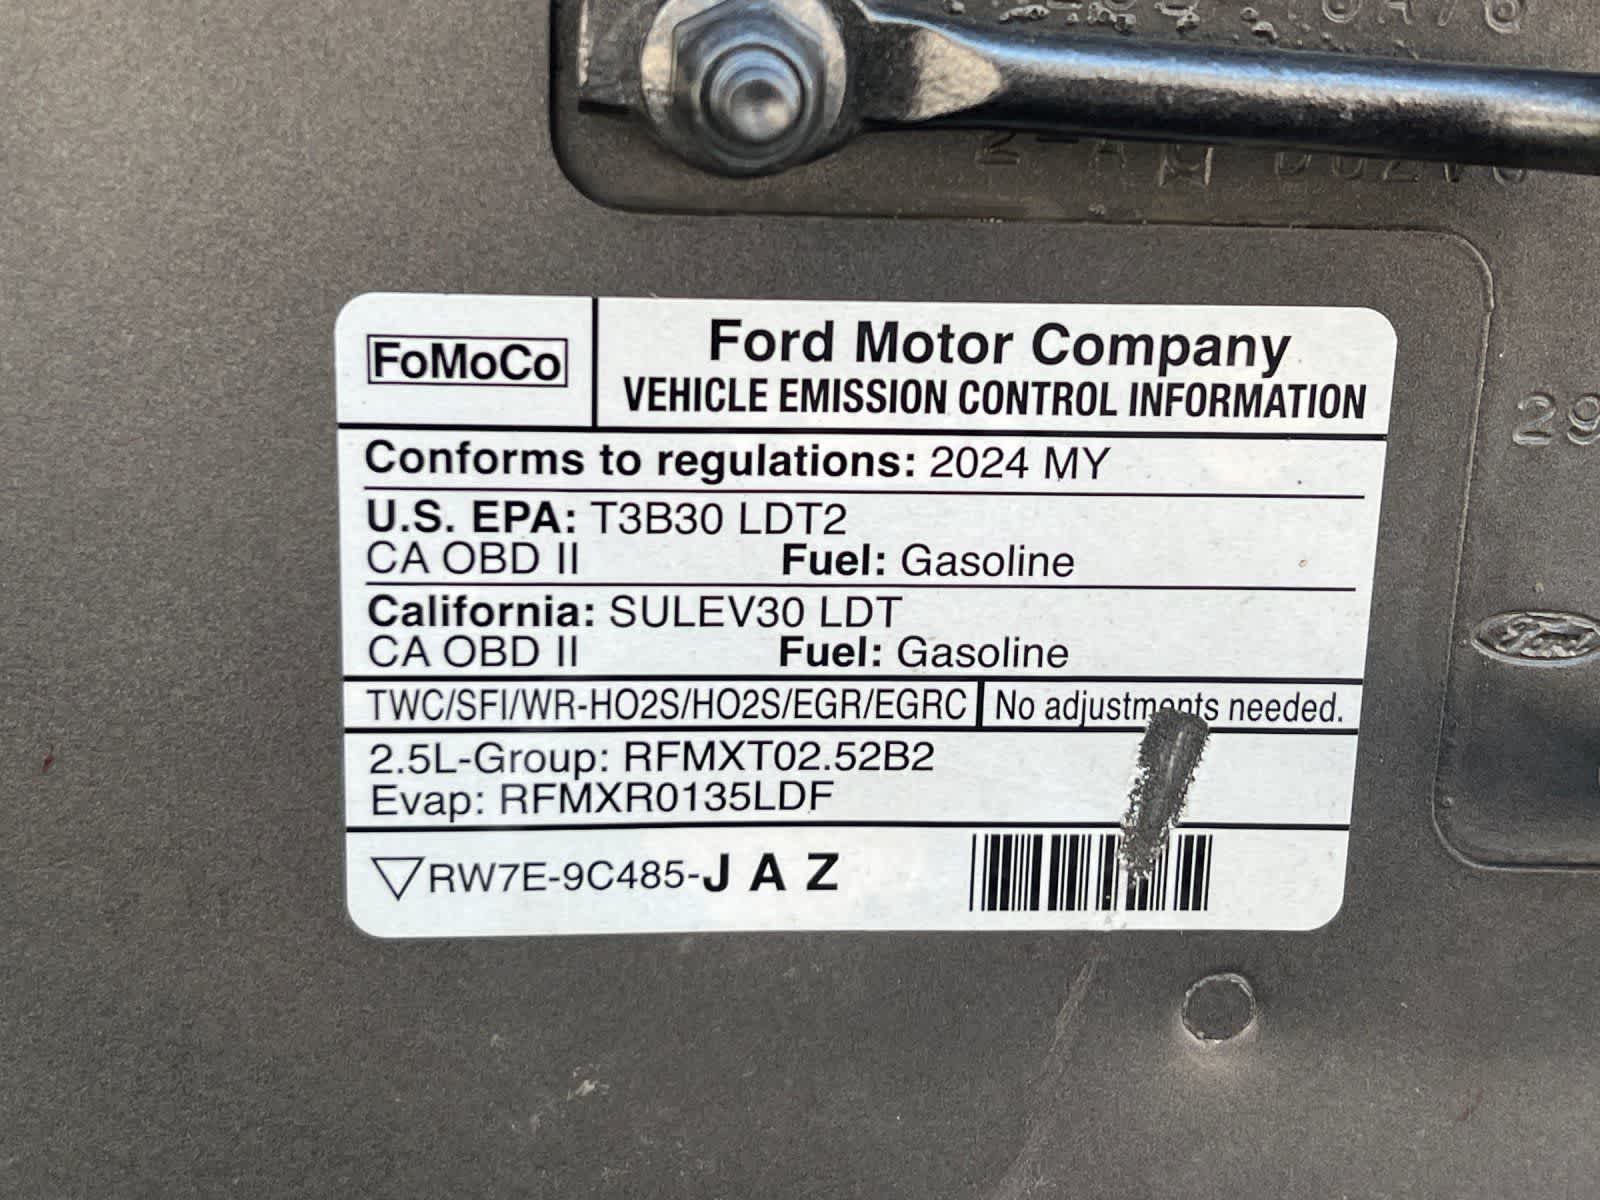 FoMoCo
Ford Motor Company
VEHICLE EMISSION CONTROL INFORMATION
Conforms to regulations: 2024 MY
U.S. EPA: T3B30 LDT2
CA OBD II Fuel: Gasoline
California: SULEV30 LDT
CA OBD II Fuel: Gasoline
TWC/SFI/WR-HO2S/HO2S/EGR/EGRC No adjustments needed.
2.5L-Group: RFMXT02.52B2
Evap: RFMXR0135LDF
RW7E-9C485-J A Z
29
Ford